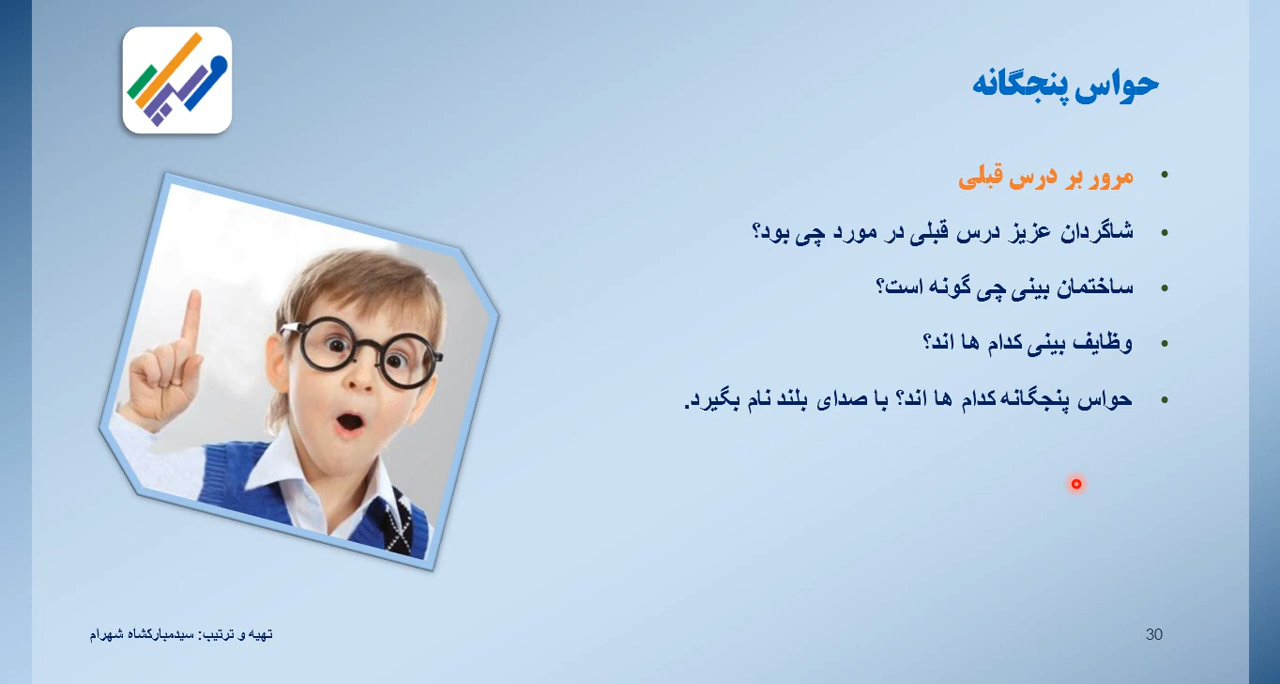 حواس پنجگانه
مرور بر درس قبلی
شاگردان عزیز درس قبلی در مورد چی بود؟
ساختمان بینی چی گونه است؟
وظایف بینی کدام ها اند؟
حواس پنجگانه کدام ها اند؟ با صدای بلند نام بگیرد.
تهیه و ترتیب: سیدمبارکشاه شهرام
30